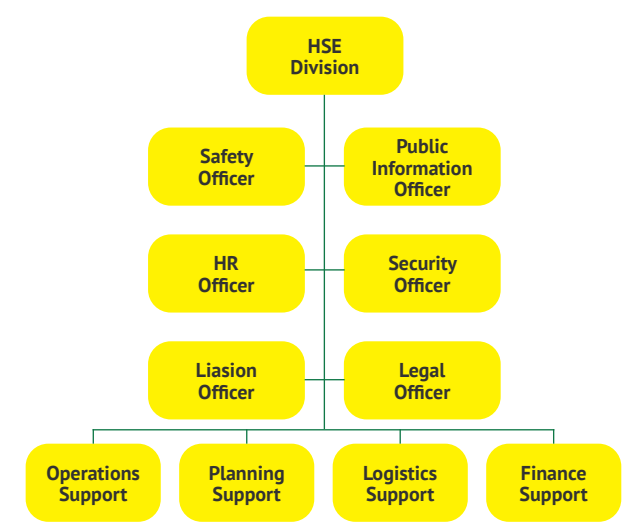 HSE
Division
Safety
Officer
Public
Information
Officer
HR
Officer
Security
Officer
Liasion
Officer
Legal
Officer
Operations
Support
Planning
Support
Logistics
Support
Finance
Support